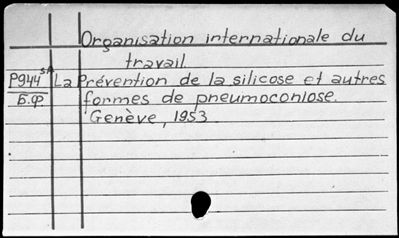 Organisation internationale du
travail
P944 La Prévention de la silicose et autres
Б.Ф formes de pneumoconiose.
Genève, 1953